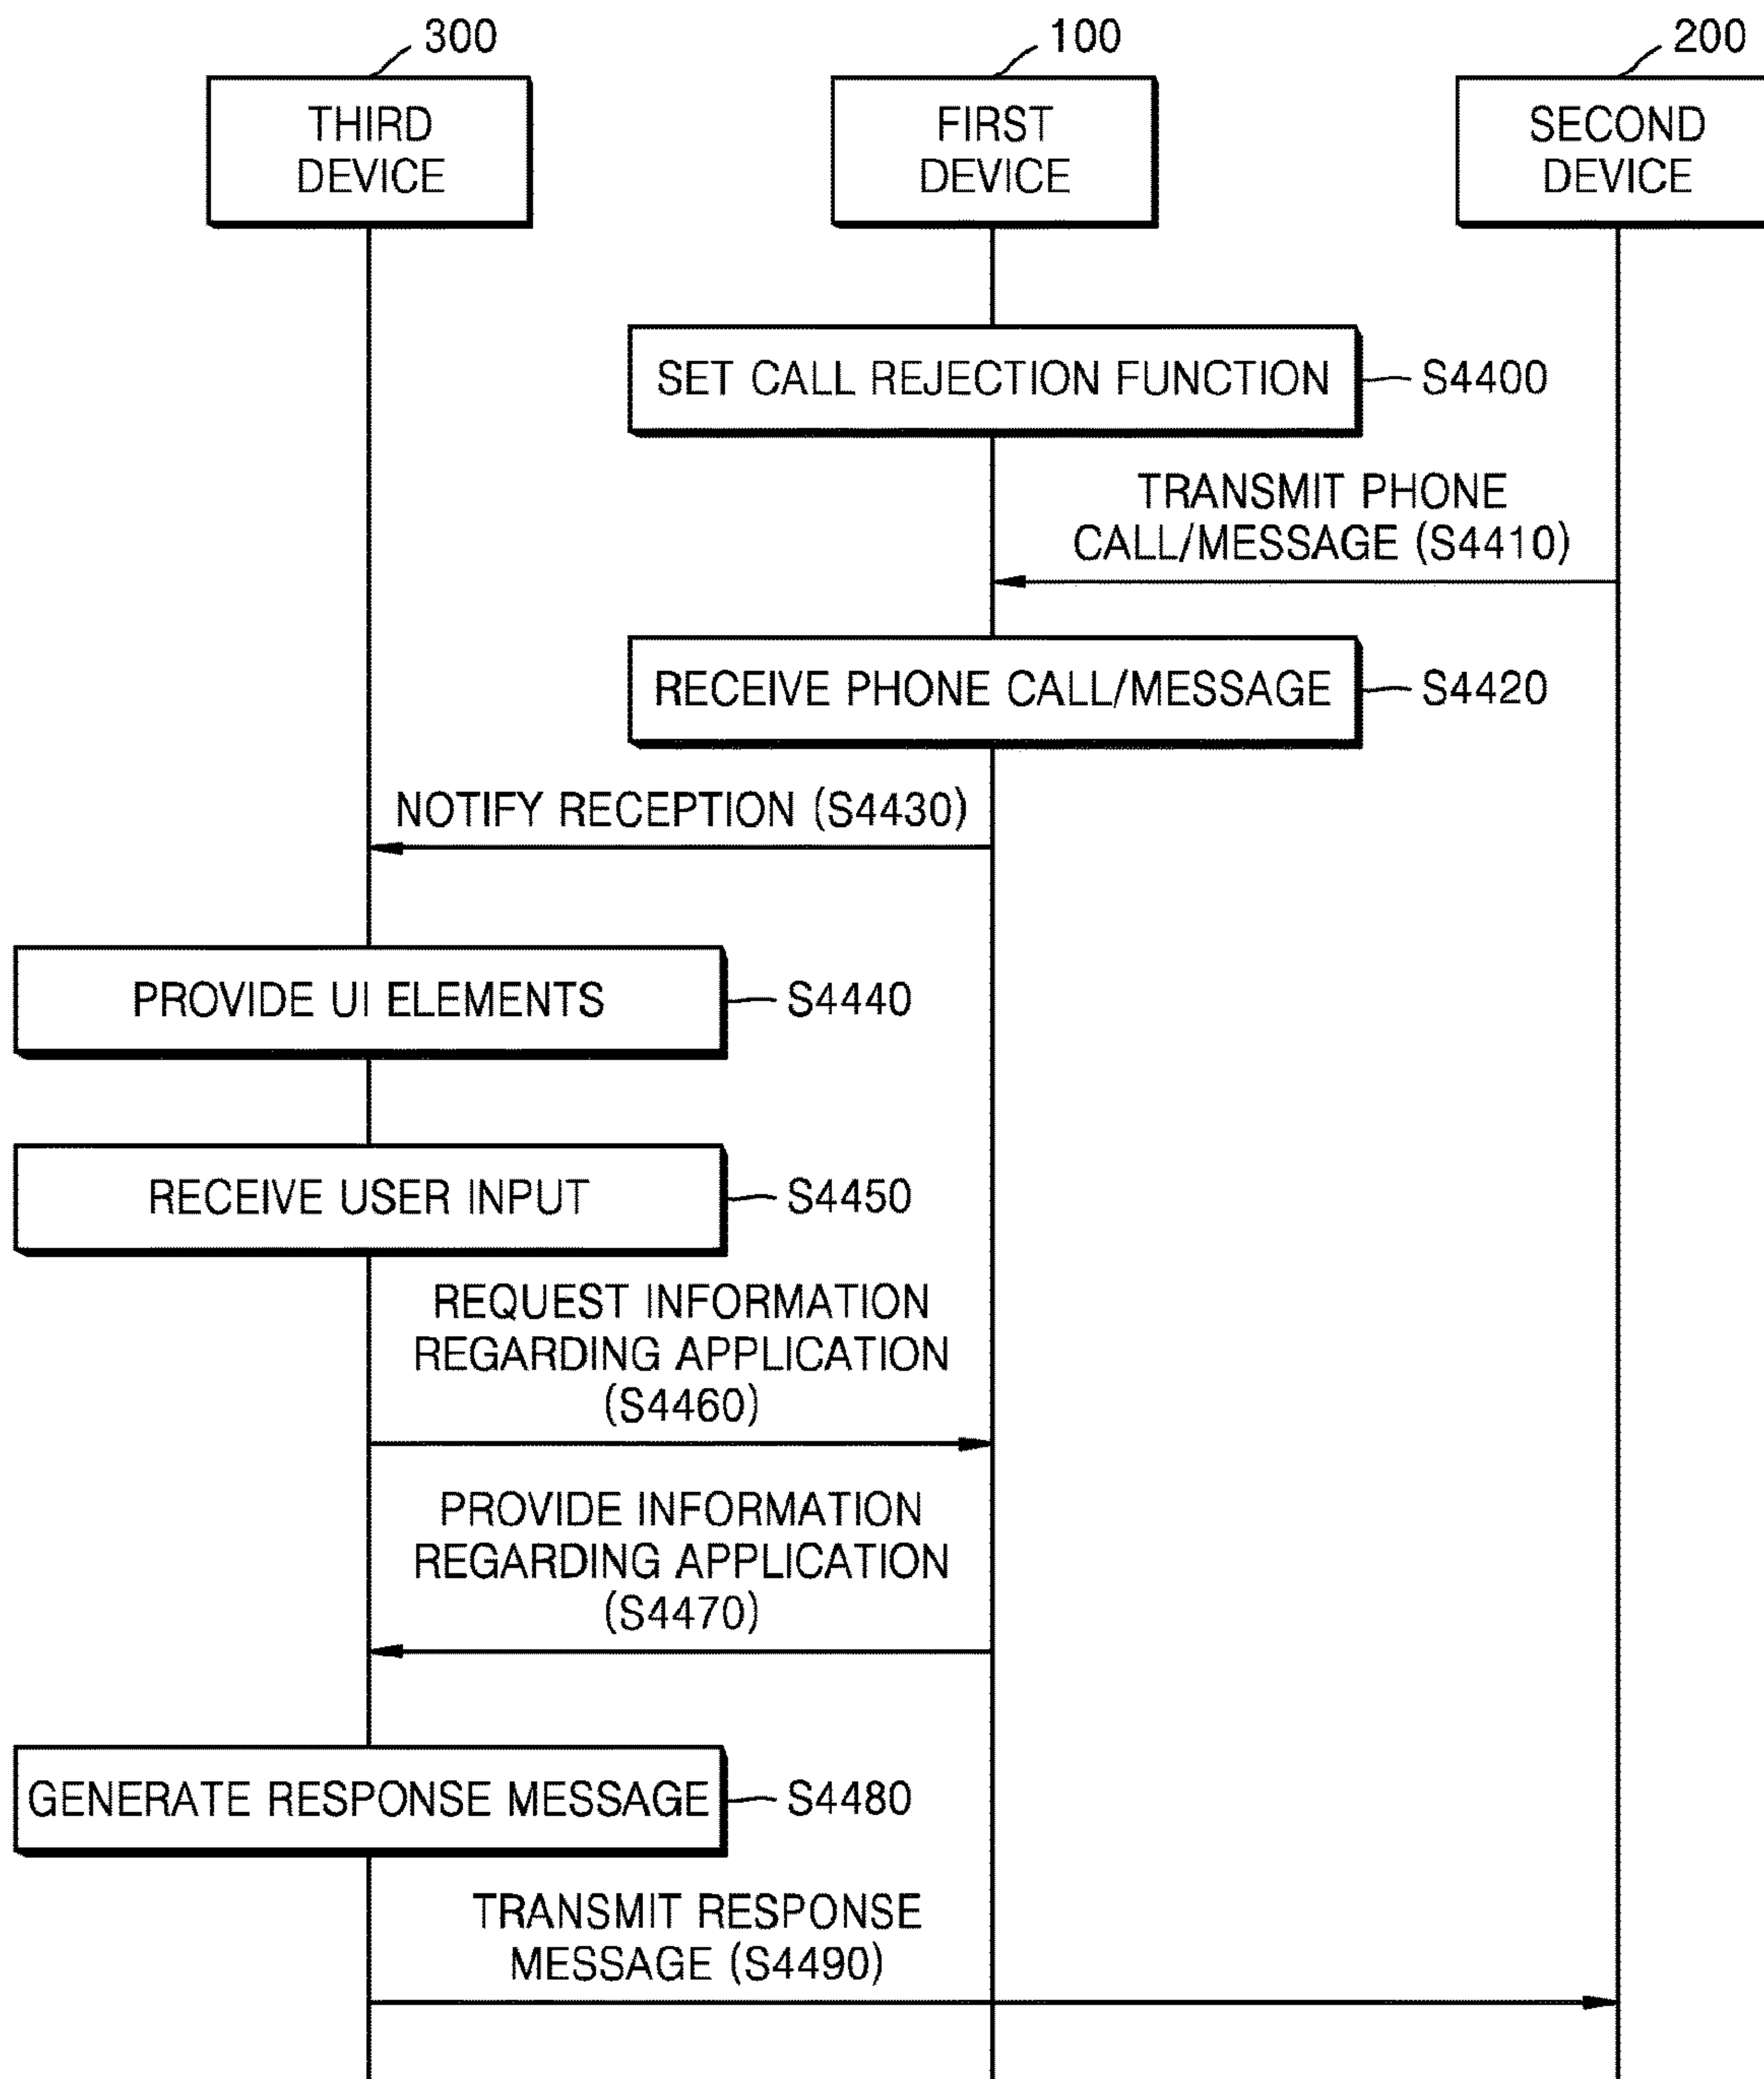 300
100
200
THIRD
DEVICE
FIRST
DEVICE
SECOND
DEVICE
SET CALL REJECTION FUNCTION
S4400
TRANSMIT PHONE
CALL/MESSAGE (S4410)
RECEIVE PHONE CALL/MESSAGE
S4420
NOTIFY RECEPTION (S4430)
PROVIDE UI ELEMENTS
S4440
RECEIVE USER INPUT
S4450
REQUEST INFORMATION
REGARDING APPLICATION
(S4460)
PROVIDE INFORMATION
REGARDING APPLICATION
(S4470)
GENERATE RESPONSE MESSAGE
S4480
TRANSMIT RESPONSE
MESSAGE (S4490)